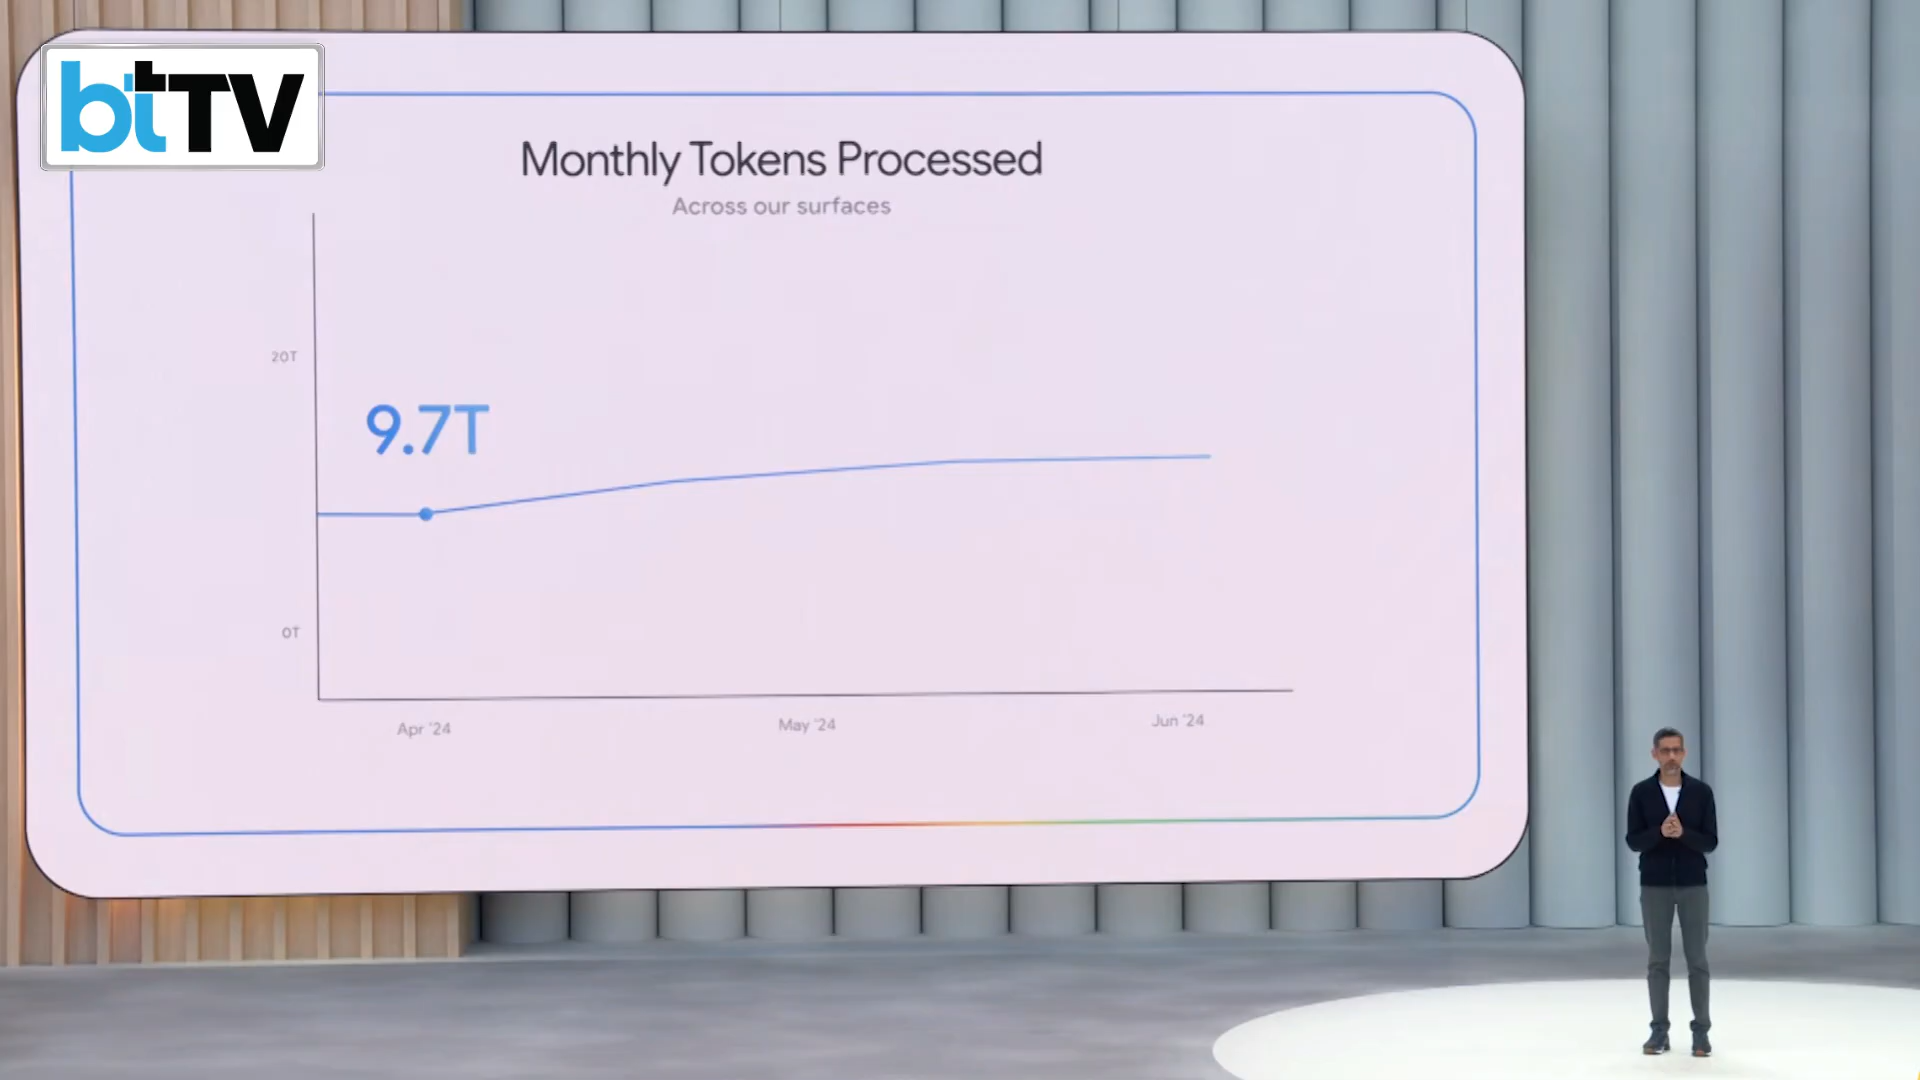 btTV
Monthly Tokens Processed
Across our surfaces
20T
9.7T
0T
Apr '24
May '24
Jun '24